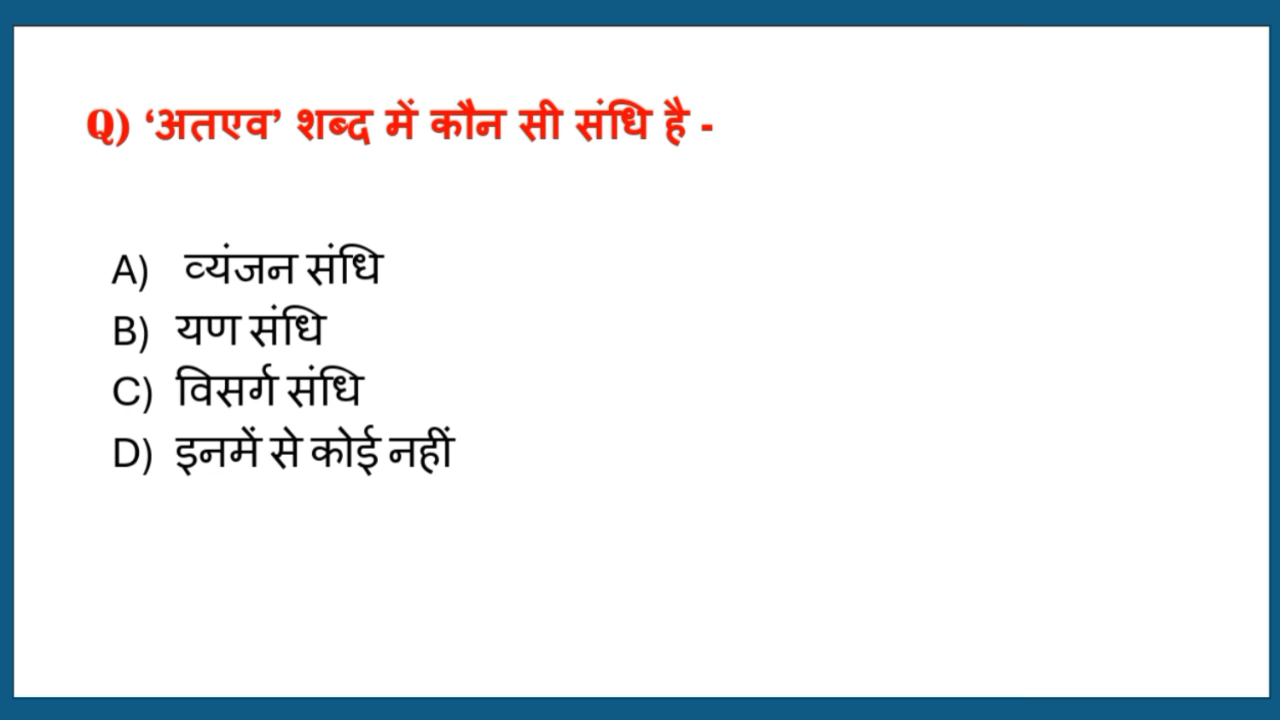 Q) ‘अतएव’ शब्द में कौन सी संधि है -
A) व्यंजन संधि
B) यण संधि
C) विसर्ग संधि
D) इनमें से कोई नहीं